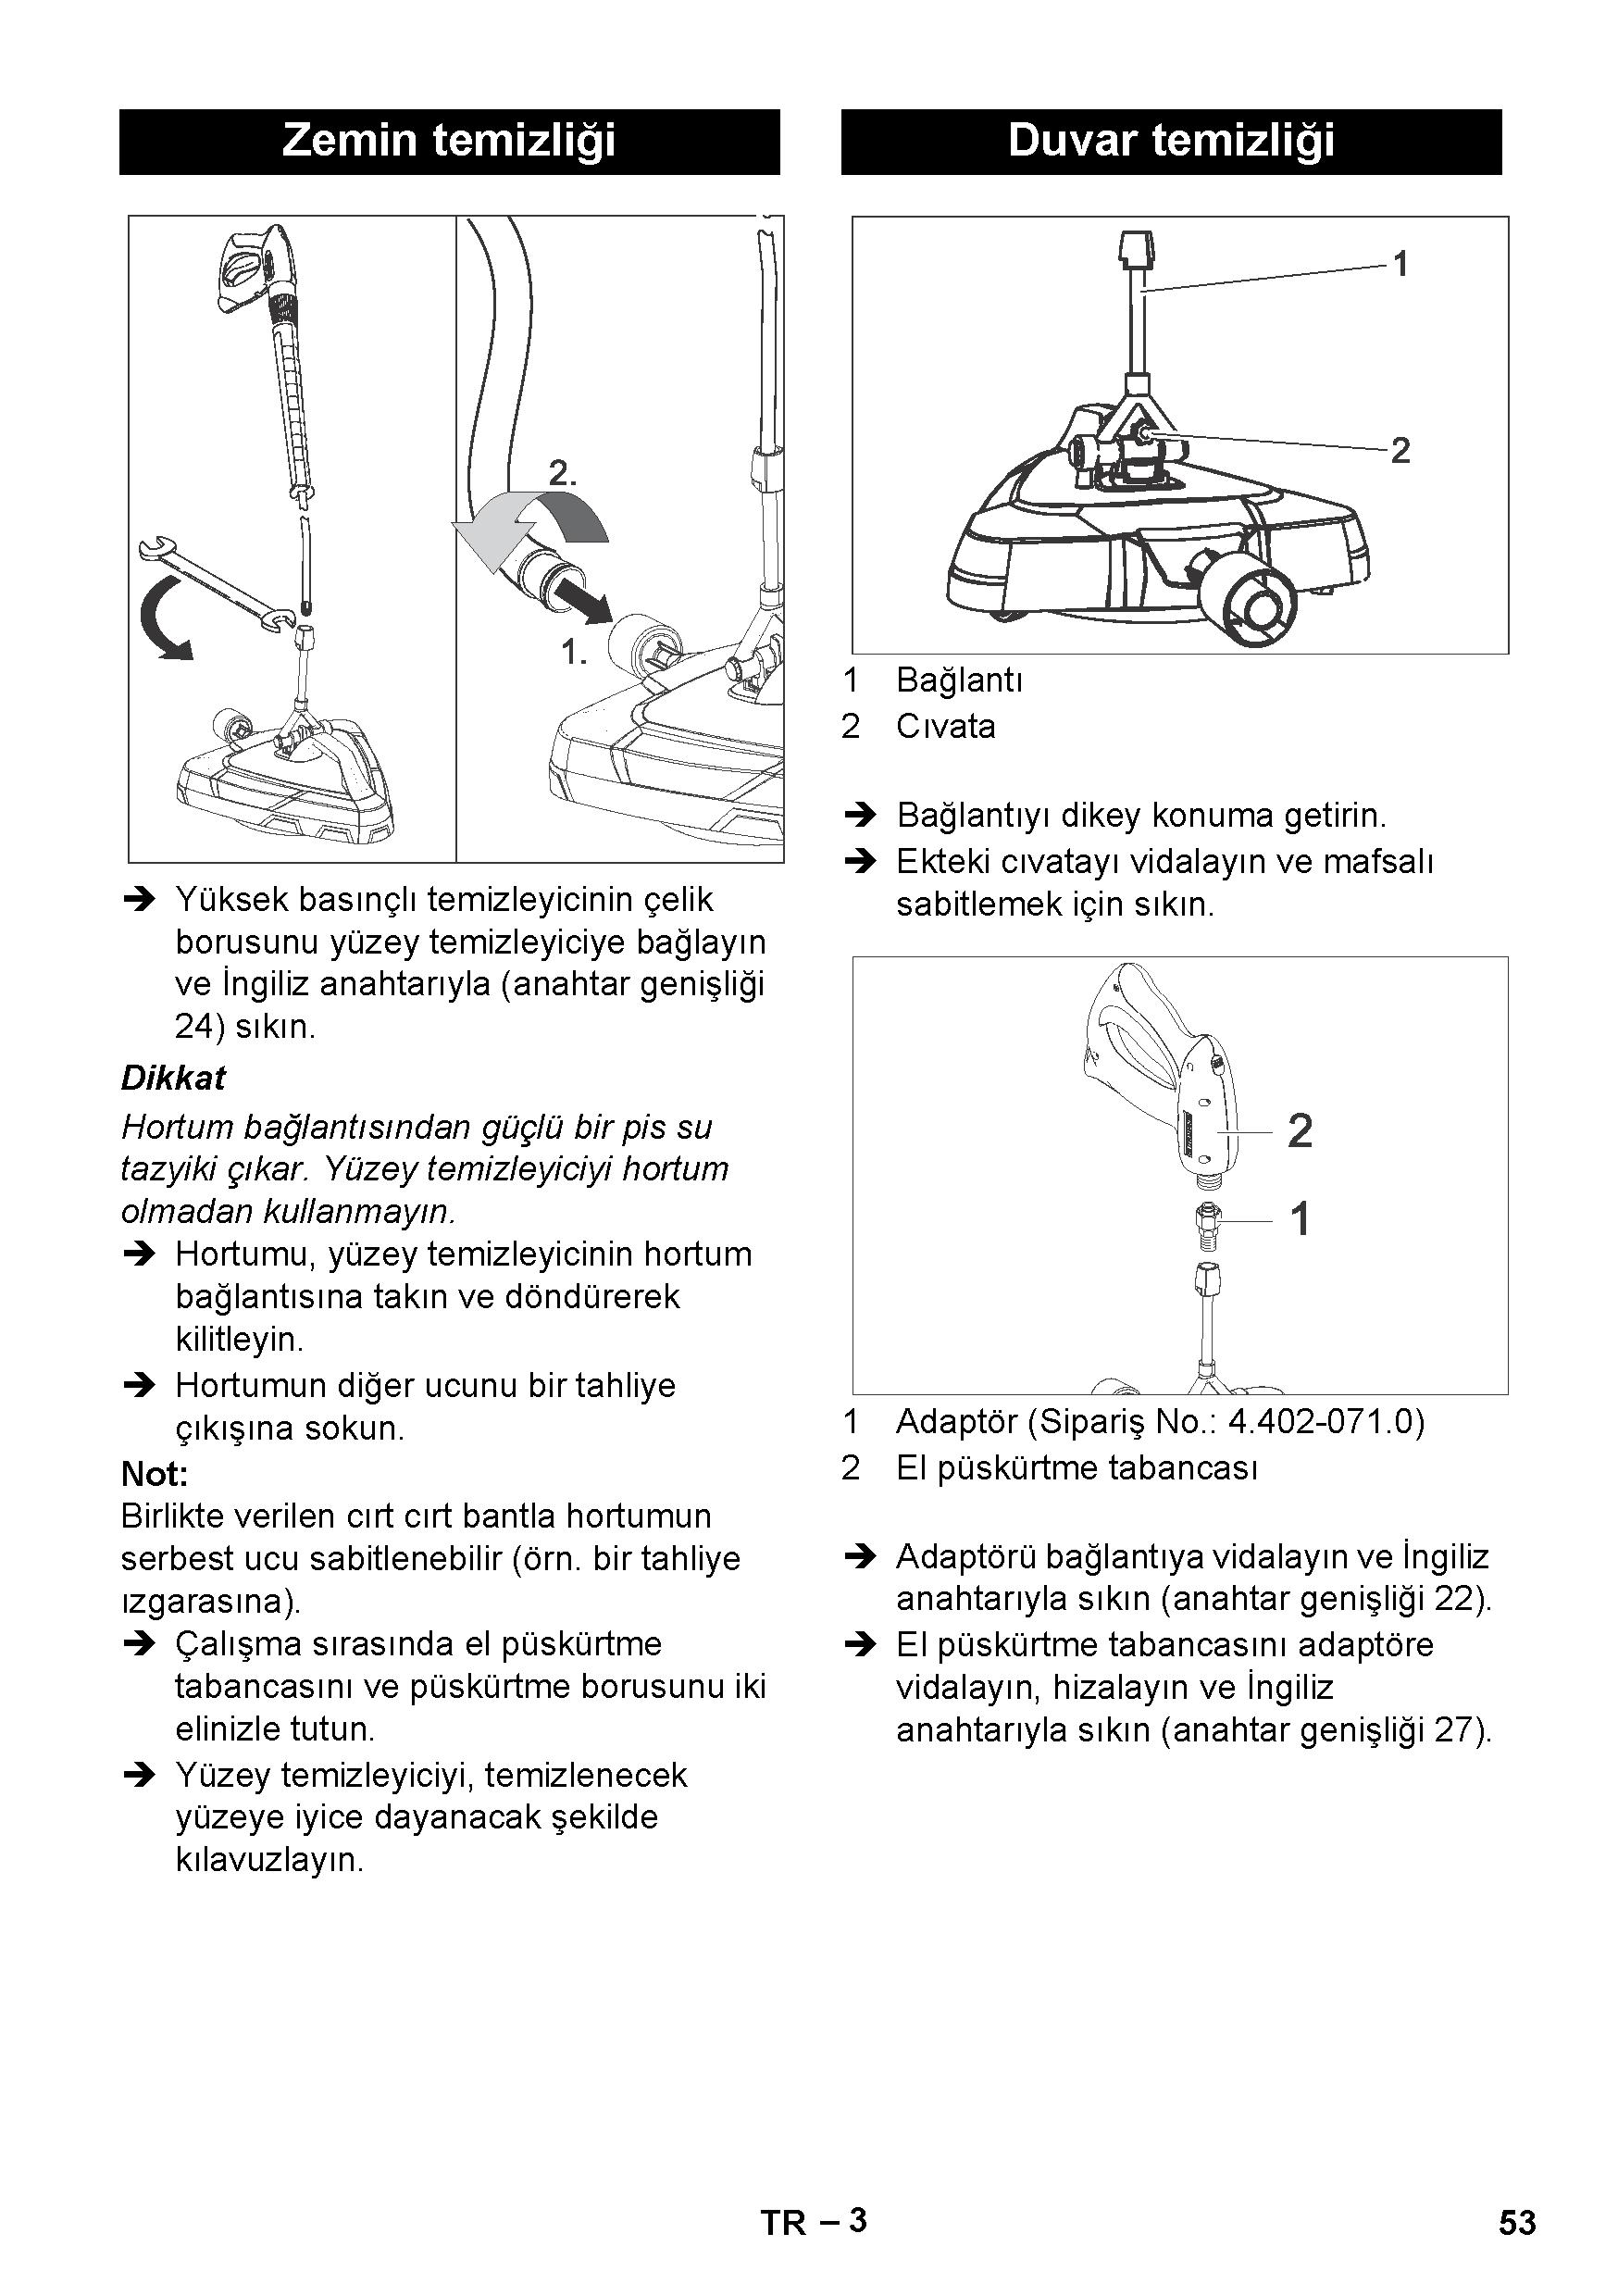 Zemin temizliği
2.
1.
➔ Yüksek basınçlı temizleyicinin çelik
borusunu yüzey temizleyiciye bağlayın
ve İngiliz anahtarıyla (anahtar genişliği
24) sıkın.
Dikkat
Hortum bağlantısından güçlü bir pis su
tazyiki çıkar. Yüzey temizleyiciyi hortum
olmadan kullanmayın.
➔ Hortumu, yüzey temizleyicinin hortum
bağlantısına takın ve döndürerek
kilitleyin.
➔ Hortumun diğer ucunu bir tahliye
çıkışına sokun.
Not:
Birlikte verilen cırt cırt bantla hortumun
serbest ucu sabitlenebilir (örn. bir tahliye
ızgarasına).
➔ Çalışma sırasında el püskürtme
tabancasını ve püskürtme borusunu iki
elinizle tutun.
➔ Yüzey temizleyiciyi, temizlenecek
yüzeye iyice dayanacak şekilde
kılavuzlayın.
Duvar temizliği
1
2
1 Bağlantı
2 Cıvata
➔ Bağlantıyı dikey konuma getirin.
➔ Ekteki cıvatayı vidalayın ve mafsalı
sabitlemek için sıkın.
2
1
1 Adaptör (Sipariş No.: 4.402-071.0)
2 El püskürtme tabancası
➔ Adaptörü bağlantıya vidalayın ve İngiliz
anahtarıyla sıkın (anahtar genişliği 22).
➔ El püskürtme tabancasını adaptöre
vidalayın, hizalayın ve İngiliz
anahtarıyla sıkın (anahtar genişliği 27).
TR – 3
53